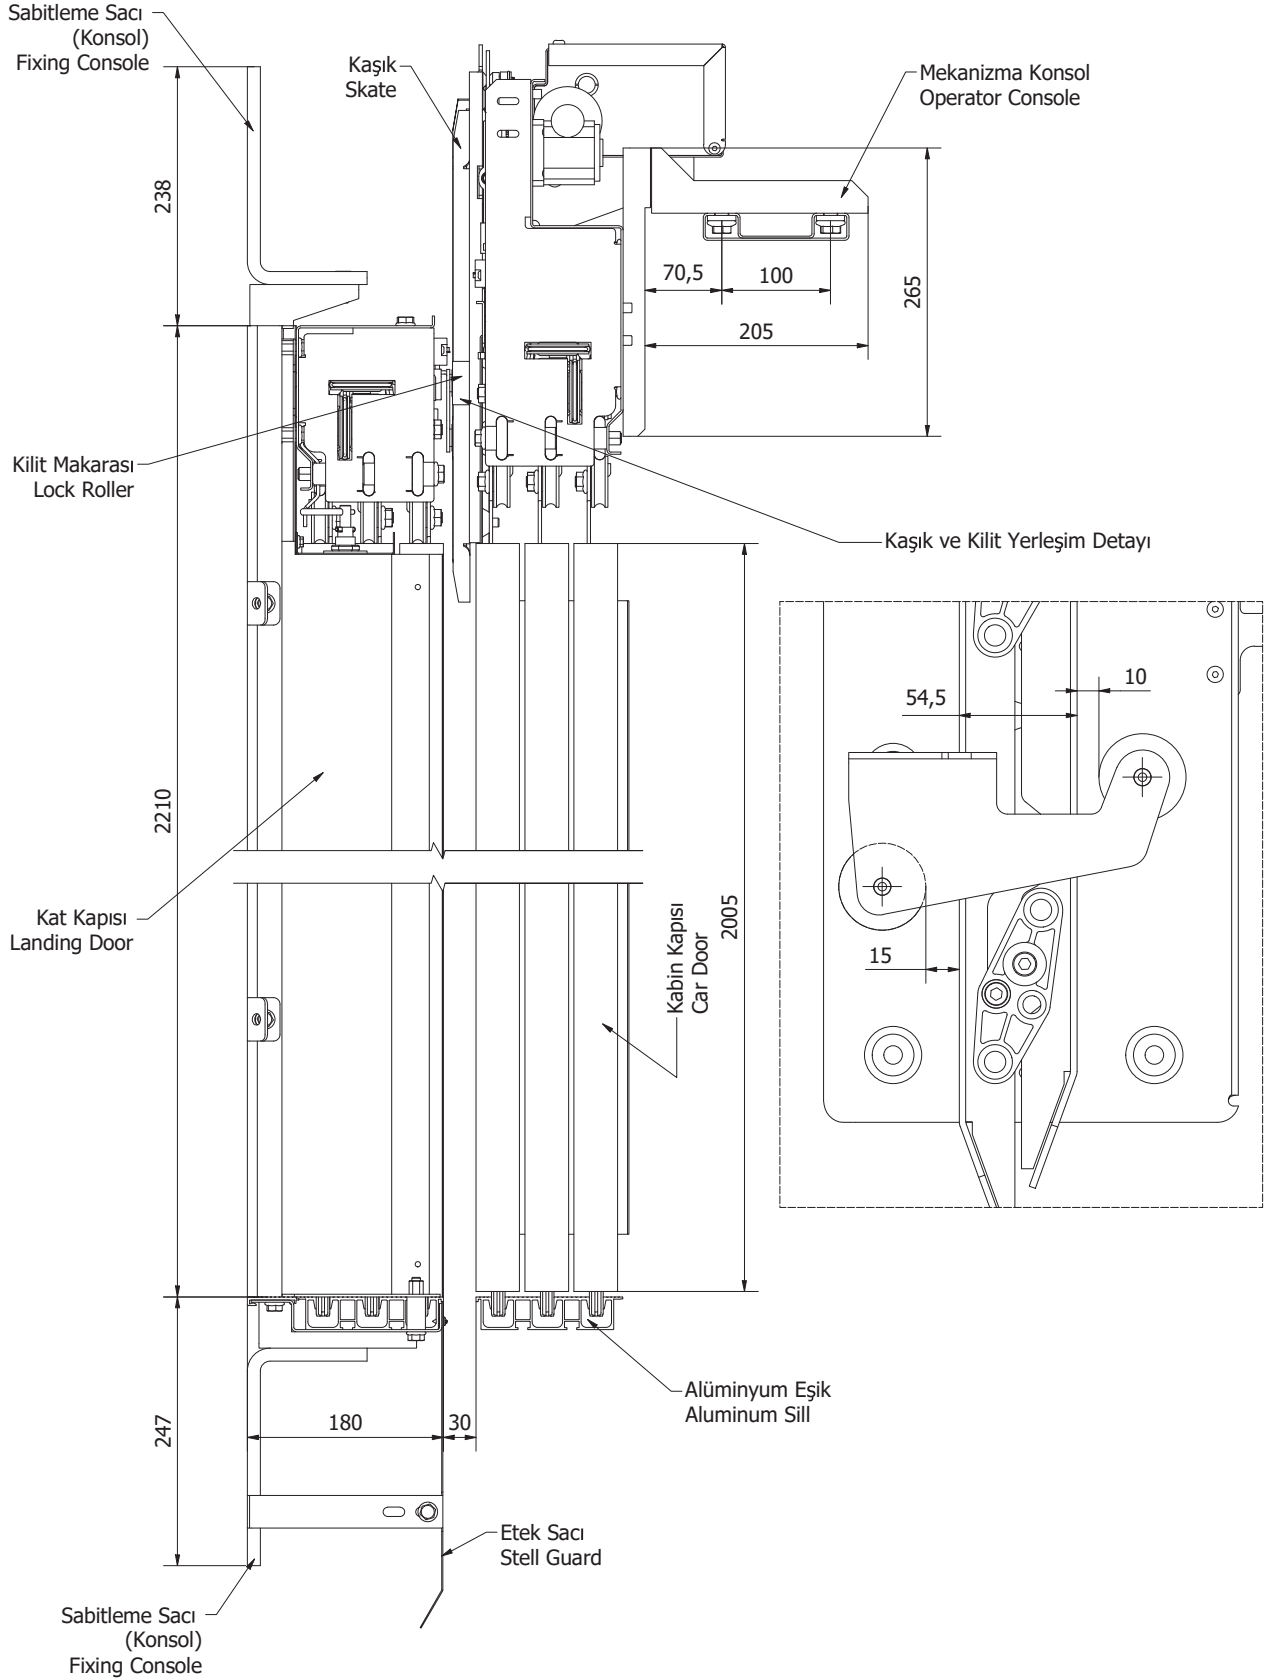 Sabitleme Sacı
(Konsol)
Fixing Console
Kaşık
Skate
Mekanizma Konsol
Operator Console
238
70,5
100
205
265
Kilit Makarası
Lock Roller
Kaşık ve Kilit Yerleşim Detayı
54,5
10
15
2210
Kat Kapısı
Landing Door
Kabin Kapısı
Car Door
2005
Alüminyum Eşik
Aluminum Sill
247
180
30
Etek Sacı
Stell Guard
Sabitleme Sacı
(Konsol)
Fixing Console